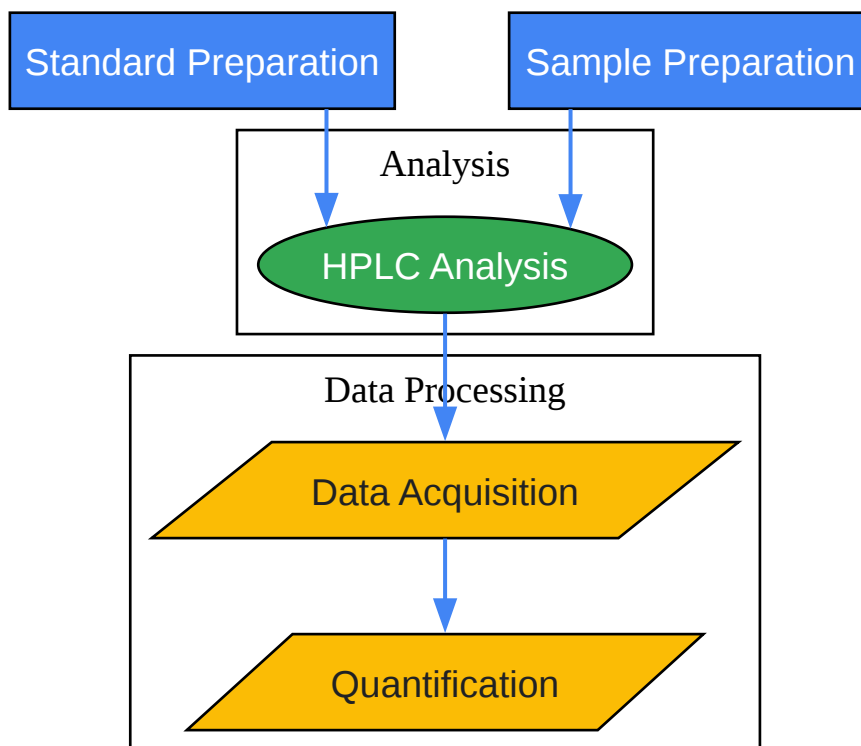 Standard Preparation
Sample Preparation
Analysis
HPLC Analysis
Data Processing
Data Acquisition
Quantification